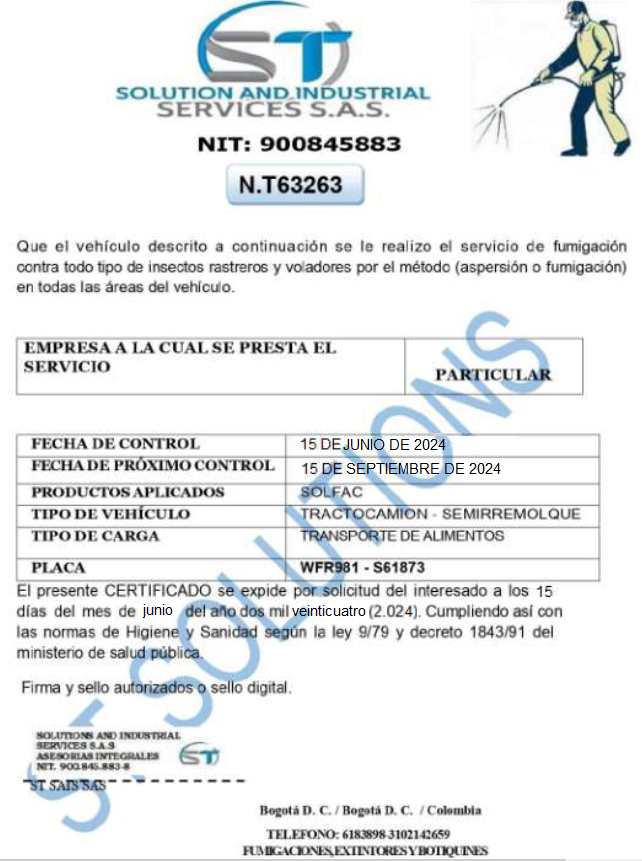 ST
SOLUTION AND INDUSTRIAL
SERVICES S.A.S.
NIT: 900845883
N.T63263
Que el vehículo descrito a continuación se le realizo el servicio de fumigación
contra todo tipo de insectos rastreros y voladores por el método (aspersión o fumigación)
en todas las áreas del vehículo.
EMPRESA A LA CUAL SE PRESTA EL
SERVICIO
PARTICULAR
FECHA DE CONTROL 15 DE JUNIO DE 2024
FECHA DE PRÓXIMO CONTROL 15 DE SEPTIEMBRE DE 2024
PRODUCTOS APLICADOS SOLFAC
TIPO DE VEHÍCULO TRACTOCAMION - SEMIRREMOLQUE
TIPO DE CARGA TRANSPORTE DE ALIMENTOS
PLACA WFR981 - S61873
El presente CERTIFICADO se expide por solicitud del interesado a los 15
días del mes de junio del año dos mil veinticuatro (2.024). Cumpliendo así con
las normas de Higiene y Sanidad según la ley 9/79 y decreto 1843/91 del
ministerio de salud pública.
Firma y sello autorizados o sello digital.
SOLUTIONS AND INDUSTRIAL
SERVICES S.A.S
ASESORIAS INTEGRALES
NIT. 900.845.883-8
ST
ST SAIS SAS
Bogotá D. C. / Bogotá D. C. / Colombia
TELEFONO: 6183898-3102142659
FUMIGACIONES,EXTINTORES Y BOTIQUINES
ST SOLUTIONS